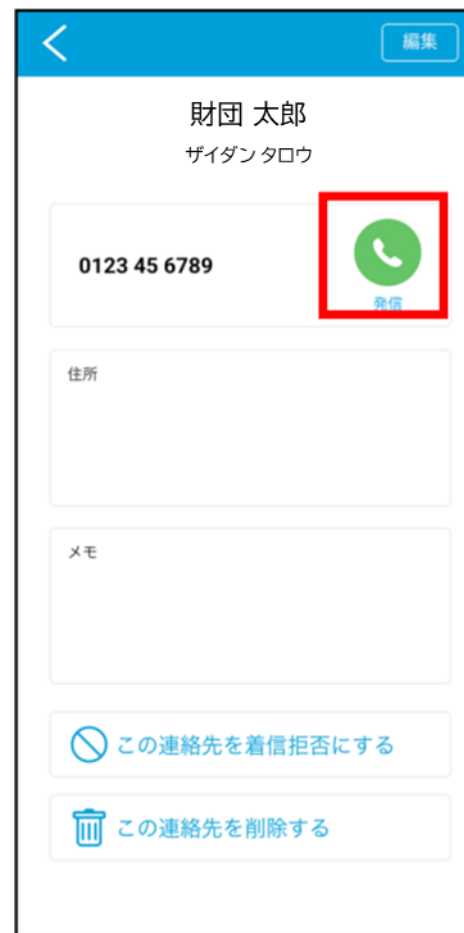 編集
財団 太郎
ザイダン タロウ
0123 45 6789
発信
住所
メモ
この連絡先を着信拒否にする
この連絡先を削除する